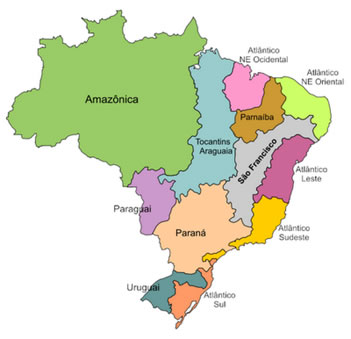 Atlântico
NE Ocidental
Atlântico
NE Oriental
Amazônica
Parnaíba
Tocantins
Araguaia
São Francisco
Atlântico
Leste
Paraguai
Paraná
Atlântico
Sudeste
Uruguai
Atlântico
Sul